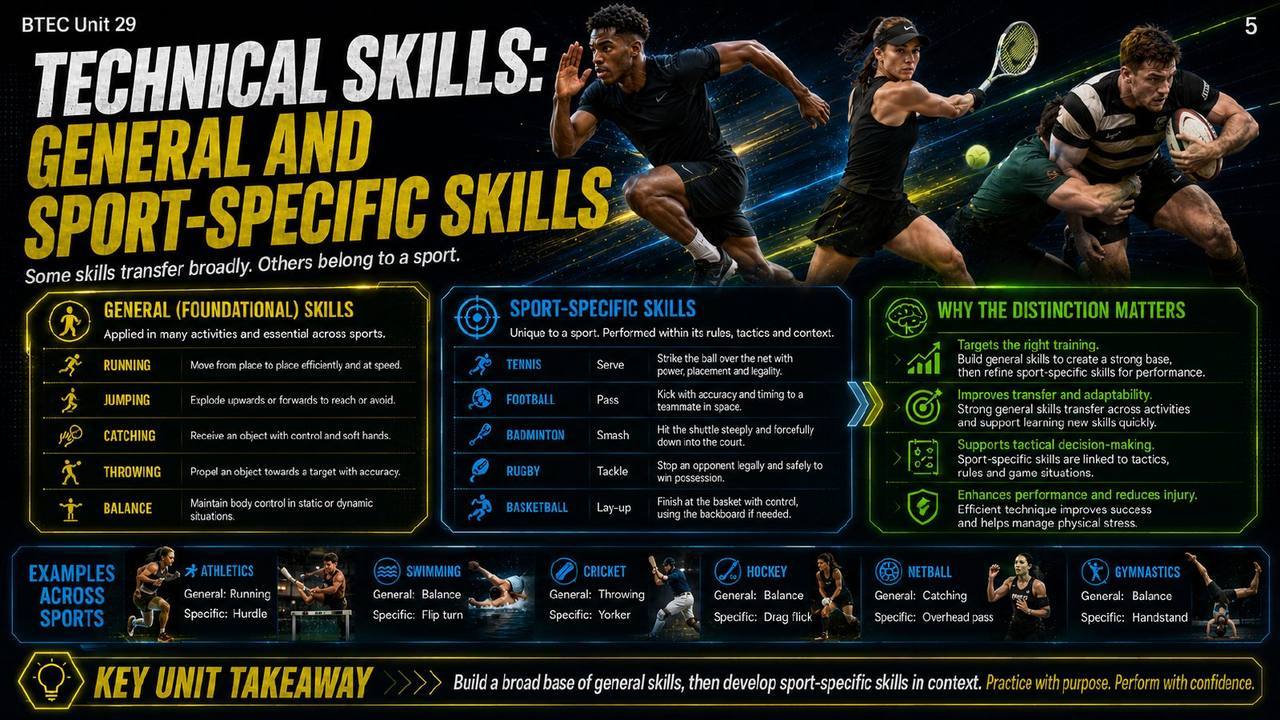 BTEC Unit 29
5
TECHNICAL SKILLS:
GENERAL AND
SPORT-SPECIFIC SKILLS
Some skills transfer broadly. Others belong to a sport.
GENERAL (FOUNDATIONAL) SKILLS
Applied in many activities and essential across sports.
RUNNING Move from place to place efficiently and at speed.
JUMPING Explode upwards or forwards to reach or avoid.
CATCHING Receive an object with control and soft hands.
THROWING Propel an object towards a target with accuracy.
BALANCE Maintain body control in static or dynamic
situations.
SPORT-SPECIFIC SKILLS
Unique to a sport. Performed within its rules, tactics and context.
TENNIS Serve Strike the ball over the net with
power, placement and legality.
FOOTBALL Pass Kick with accuracy and timing to a
teammate in space.
BADMINTON Smash Hit the shuttle steeply and forcefully
down into the court.
RUGBY Tackle Stop an opponent legally and safely to
win possession.
BASKETBALL Lay-up Finish at the basket with control,
using the backboard if needed.
WHY THE DISTINCTION MATTERS
Targets the right training.
Build general skills to create a strong base,
then refine sport-specific skills for performance.
Improves transfer and adaptability.
Strong general skills transfer across activities
and support learning new skills quickly.
Supports tactical decision-making.
Sport-specific skills are linked to tactics,
rules and game situations.
Enhances performance and reduces injury.
Efficient technique improves success
and helps manage physical stress.
EXAMPLES
ACROSS
SPORTS
ATHLETICS
General: Running
Specific: Hurdle
SWIMMING
General: Balance
Specific: Flip turn
CRICKET
General: Throwing
Specific: Yorker
HOCKEY
General: Balance
Specific: Drag flick
NETBALL
General: Catching
Specific: Overhead pass
GYMNASTICS
General: Balance
Specific: Handstand
KEY UNIT TAKEAWAY
Build a broad base of general skills, then develop sport-specific skills in context. Practice with purpose. Perform with confidence.